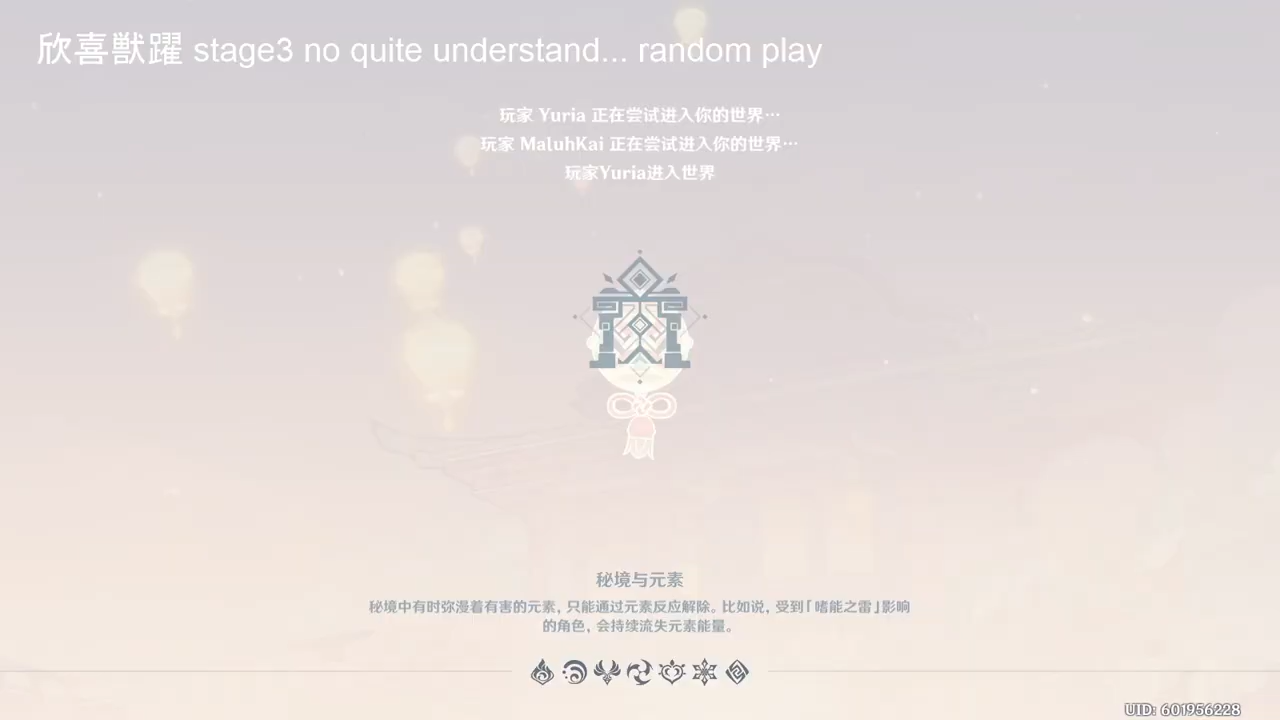 欣喜獣躍 stage3 no quite understand... random play
玩家 Yuria 正在尝试进入你的世界…
玩家 MaluhKai 正在尝试进入你的世界…
玩家Yuria进入世界
秘境与元素
秘境中有时弥漫着有害的元素，只能通过元素反应解除。比如说，受到「嗜能之雷」影响
的角色，会持续流失元素能量。
UID: 601956228